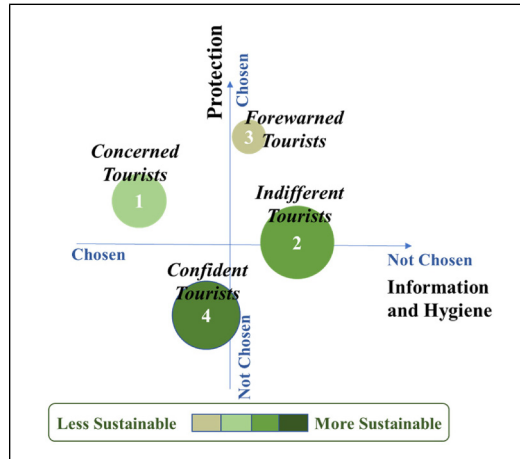 Protection
Chosen
Forewarned
3
Tourists
Concerned
Tourists
1
Indifferent
Tourists
2
Chosen
Not Chosen
Information
and Hygiene
Confident
Tourists
4
Not Chosen
Less Sustainable
More Sustainable